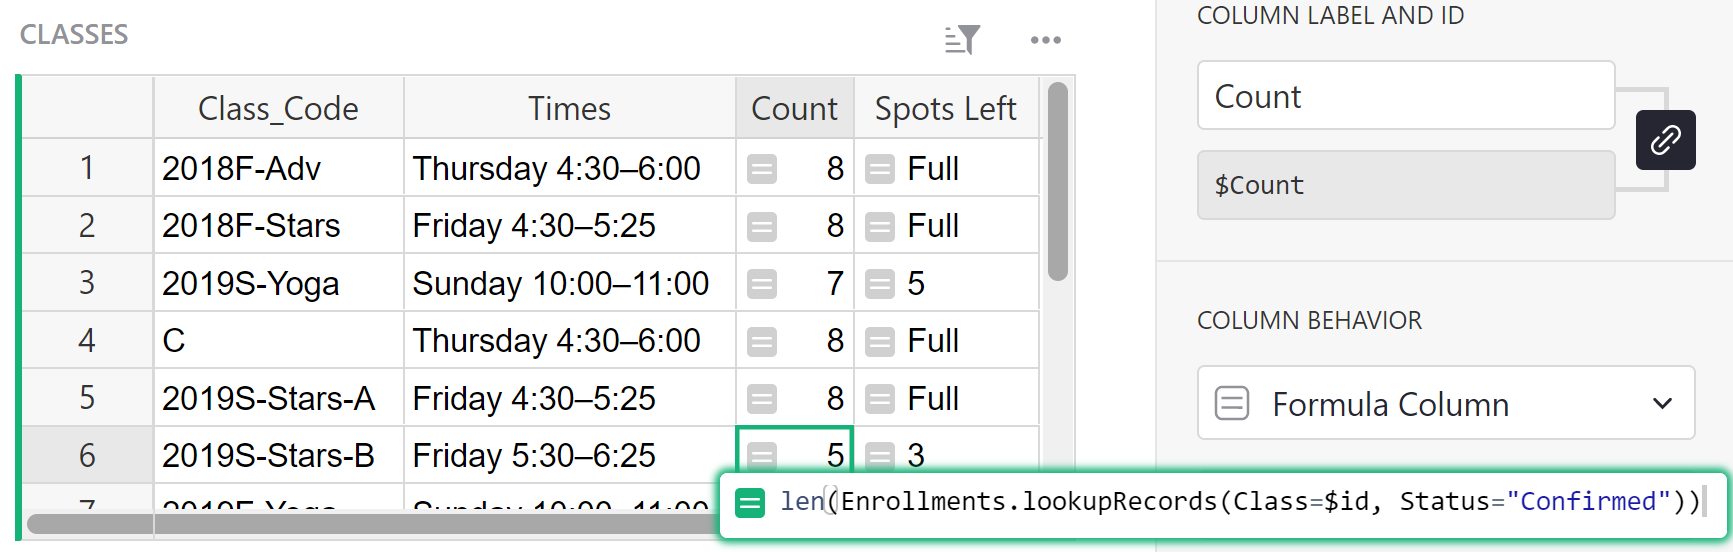 CLASSES
Class_Code Times Count Spots Left
1 2018F-Adv Thursday 4:30–6:00 8 Full
2 2018F-Stars Friday 4:30–5:25 8 Full
3 2019S-Yoga Sunday 10:00–11:00 7 5
4 C Thursday 4:30–6:00 8 Full
5 2019S-Stars-A Friday 4:30–5:25 8 Full
6 2019S-Stars-B Friday 5:30–6:25 5 3
len(Enrollments.lookupRecords(Class=$id, Status="Confirmed"))
COLUMN LABEL AND ID
Count
$Count
COLUMN BEHAVIOR
Formula Column